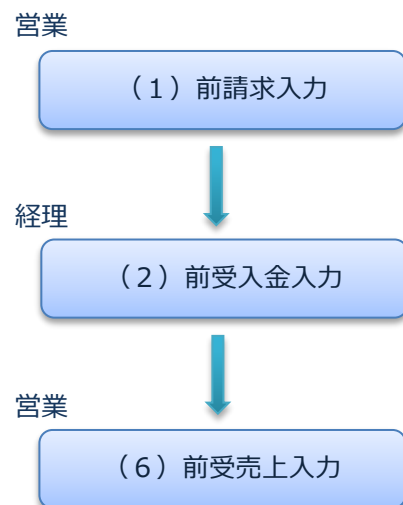 営業
（１）前請求入力
経理
（２）前受入金入力
営業
（６）前受売上入力